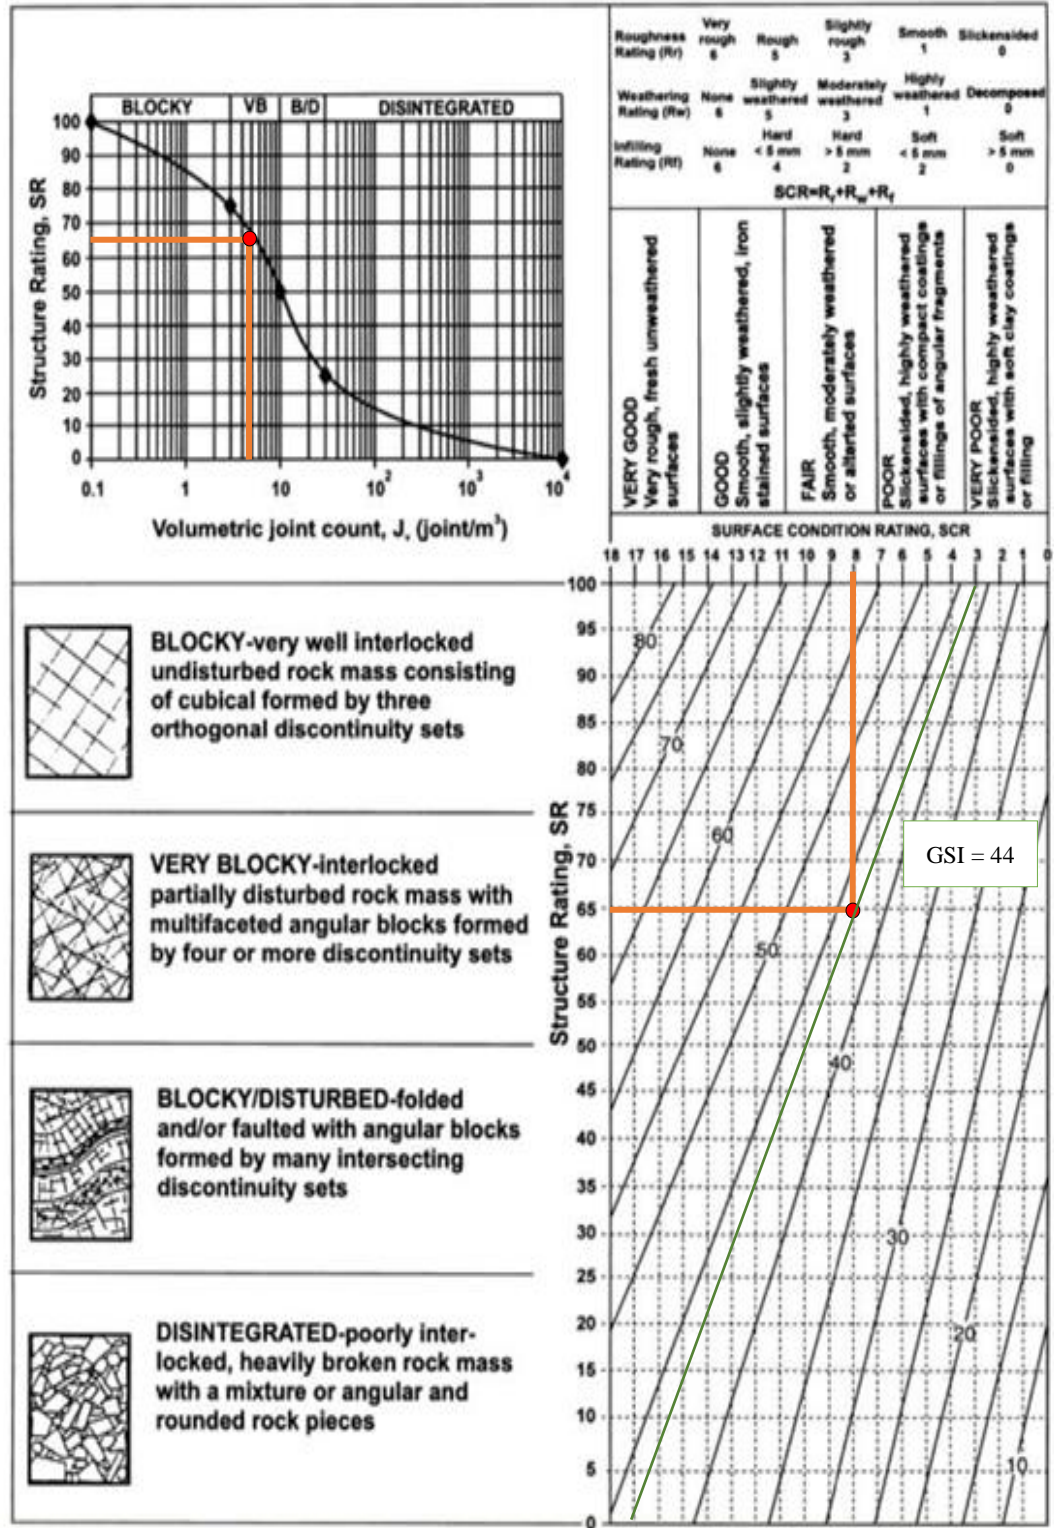 BLOCKY VB B/D DISINTEGRATED
100
90
80
70
60
50
40
30
20
10
0
Structure Rating, SR
0.1 1 10 10² 10³ 10⁴
Volumetric joint count, Jᵥ (joint/m³)
Roughness Rating (Rr)
Very rough 6
Rough 5
Slightly rough 3
Smooth 1
Slickensided 0
Weathering Rating (Rw)
None 6
Slightly weathered 5
Moderately weathered 3
Highly weathered 1
Decomposed 0
Infilling Rating (Rf)
None 6
Hard < 5 mm 4
Hard > 5 mm 2
Soft < 5 mm 2
Soft > 5 mm 0
SCR=Rr+Rw+Rf
VERY GOOD
Very rough, fresh unweathered
surfaces
GOOD
Smooth, slightly weathered, iron
stained surfaces
FAIR
Smooth, moderately weathered
or alterted surfaces
POOR
Slickensided, highly weathered
surfaces with compact coatings
or fillings of angular fragments
VERY POOR
Slickensided, highly weathered
surfaces with soft clay coatings
or filling
SURFACE CONDITION RATING, SCR
18 17 16 15 14 13 12 11 10 9 8 7 6 5 4 3 2 1 0
BLOCKY-very well interlocked
undisturbed rock mass consisting
of cubical formed by three
orthogonal discontinuity sets
VERY BLOCKY-interlocked
partially disturbed rock mass with
multifaceted angular blocks formed
by four or more discontinuity sets
BLOCKY/DISTURBED-folded
and/or faulted with angular blocks
formed by many intersecting
discontinuity sets
DISINTEGRATED-poorly inter-
locked, heavily broken rock mass
with a mixture or angular and
rounded rock pieces
Structure Rating, SR
100
95
90
85
80
75
70
65
60
55
50
45
40
35
30
25
20
15
10
5
0
80
70
60
GSI = 44
50
40
30
20
10